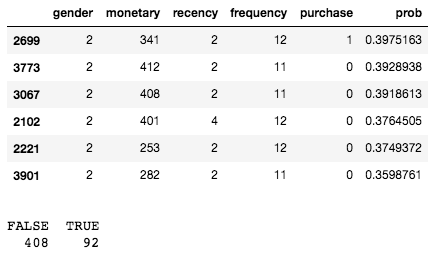 gender monetary recency frequency purchase prob
2699 2 341 2 12 1 0.3975163
3773 2 412 2 11 0 0.3928938
3067 2 408 2 11 0 0.3918613
2102 2 401 4 12 0 0.3764505
2221 2 253 2 12 0 0.3749372
3901 2 282 2 11 0 0.3598761
FALSE TRUE
408 92